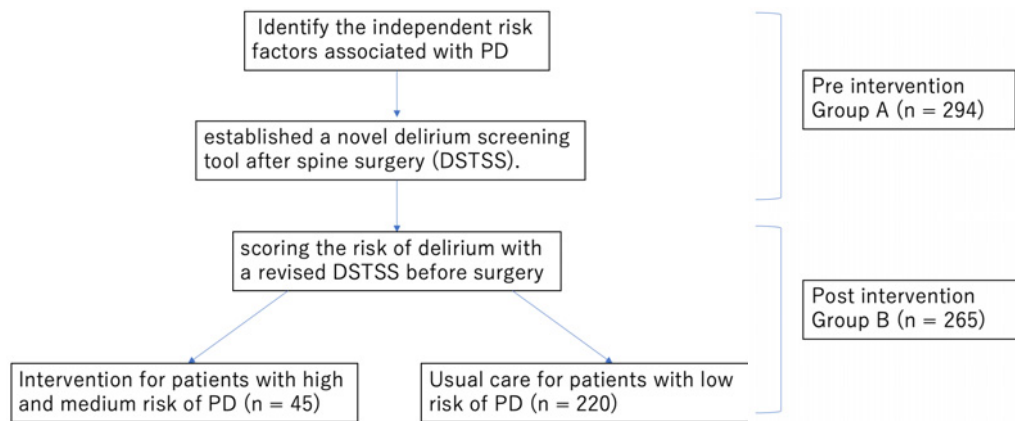 Identify the independent risk
factors associated with PD
Pre intervention
Group A (n = 294)
established a novel delirium screening
tool after spine surgery (DSTSS).
scoring the risk of delirium with
a revised DSTSS before surgery
Post intervention
Group B (n = 265)
Intervention for patients with high
and medium risk of PD (n = 45)
Usual care for patients with low
risk of PD (n = 220)